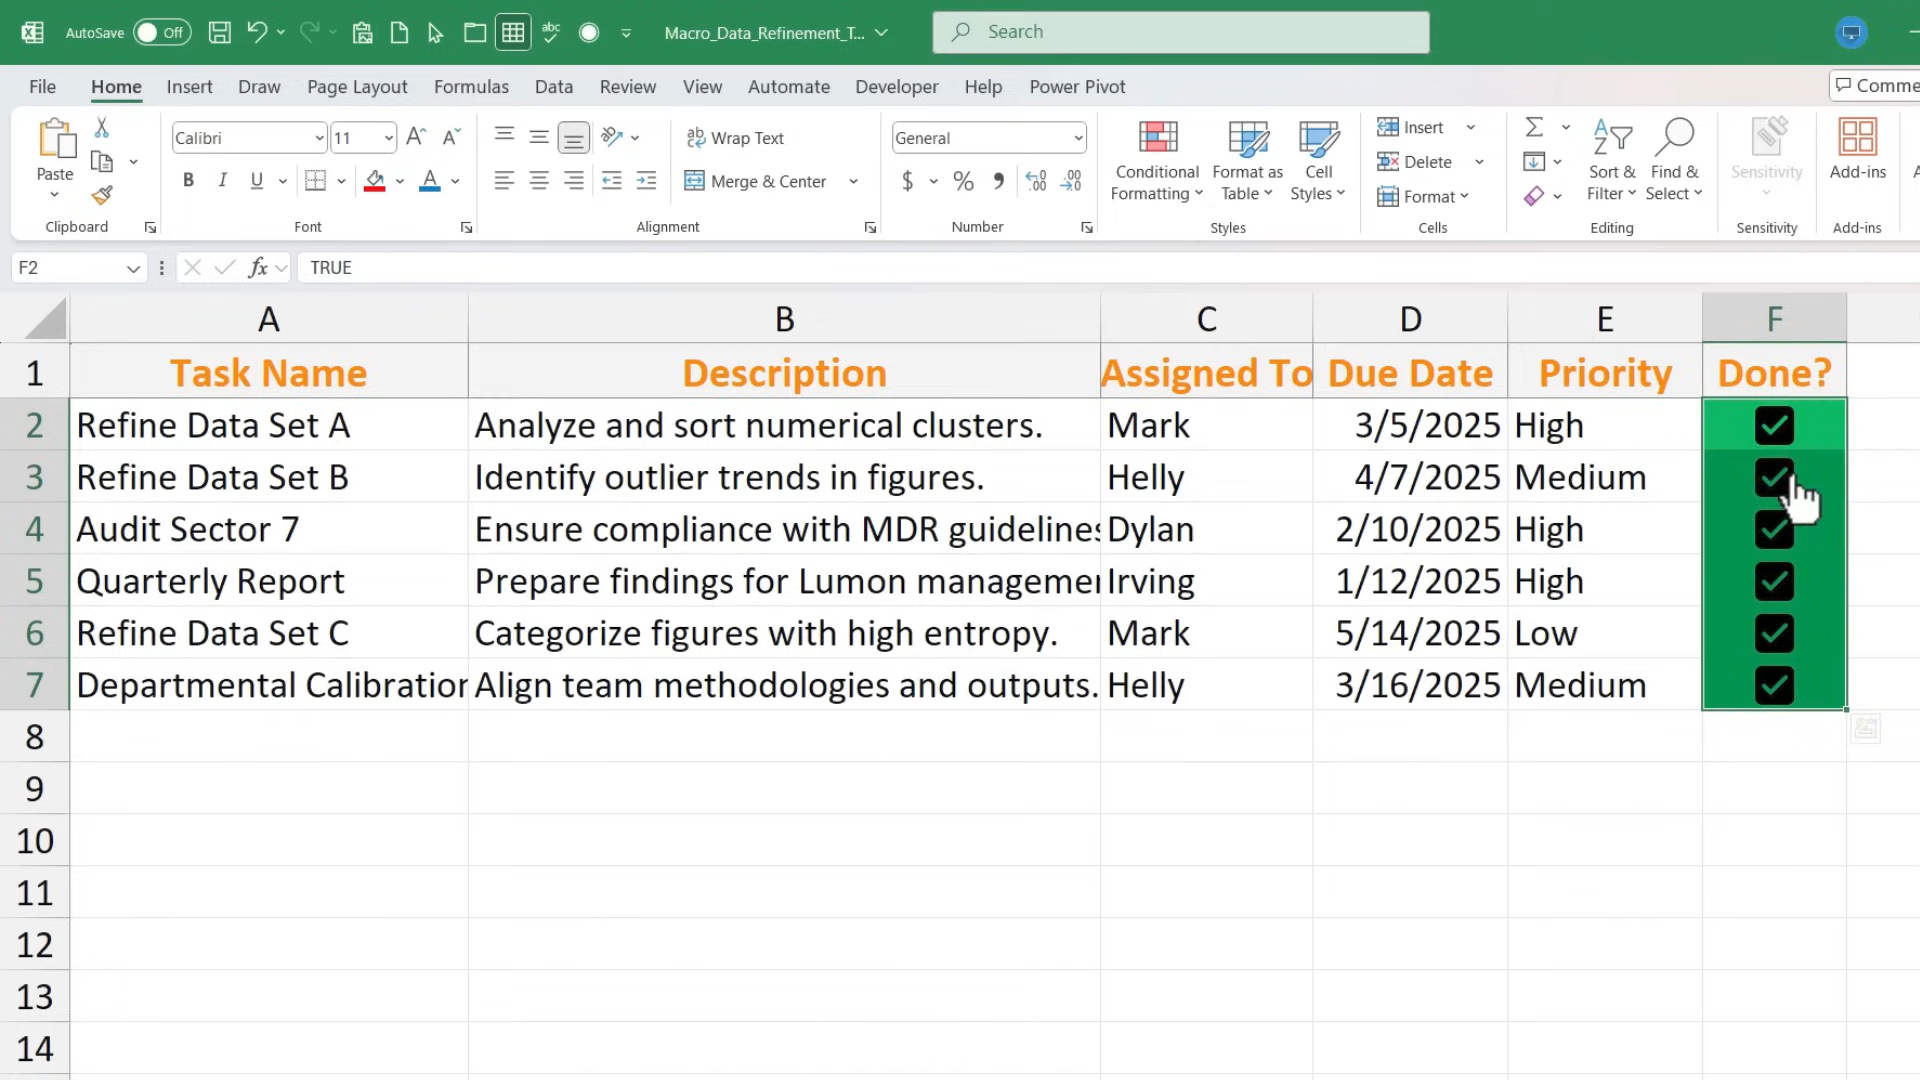 AutoSave Off Macro_Data_Refinement_T... Search
File Home Insert Draw Page Layout Formulas Data Review View Automate Developer Help Power Pivot Comme
Paste
Clipboard
Calibri 11
B I U A
Font
ab Wrap Text
Merge & Center
Alignment
General
$ % 9 .00
Number
Conditional Formatting
Format as Table
Cell Styles
Styles
Insert
Delete
Format
Cells
Sort & Filter
Find & Select
Editing
Sensitivity
Sensitivity
Add-ins
Add-ins
F2 fx TRUE
A B C D E F
1 Task Name Description Assigned To Due Date Priority Done?
2 Refine Data Set A Analyze and sort numerical clusters. Mark 3/5/2025 High
3 Refine Data Set B Identify outlier trends in figures. Helly 4/7/2025 Medium
4 Audit Sector 7 Ensure compliance with MDR guidelines Dylan 2/10/2025 High
5 Quarterly Report Prepare findings for Lumon managemen Irving 1/12/2025 High
6 Refine Data Set C Categorize figures with high entropy. Mark 5/14/2025 Low
7 Departmental Calibration Align team methodologies and outputs. Helly 3/16/2025 Medium
8
9
10
11
12
13
14